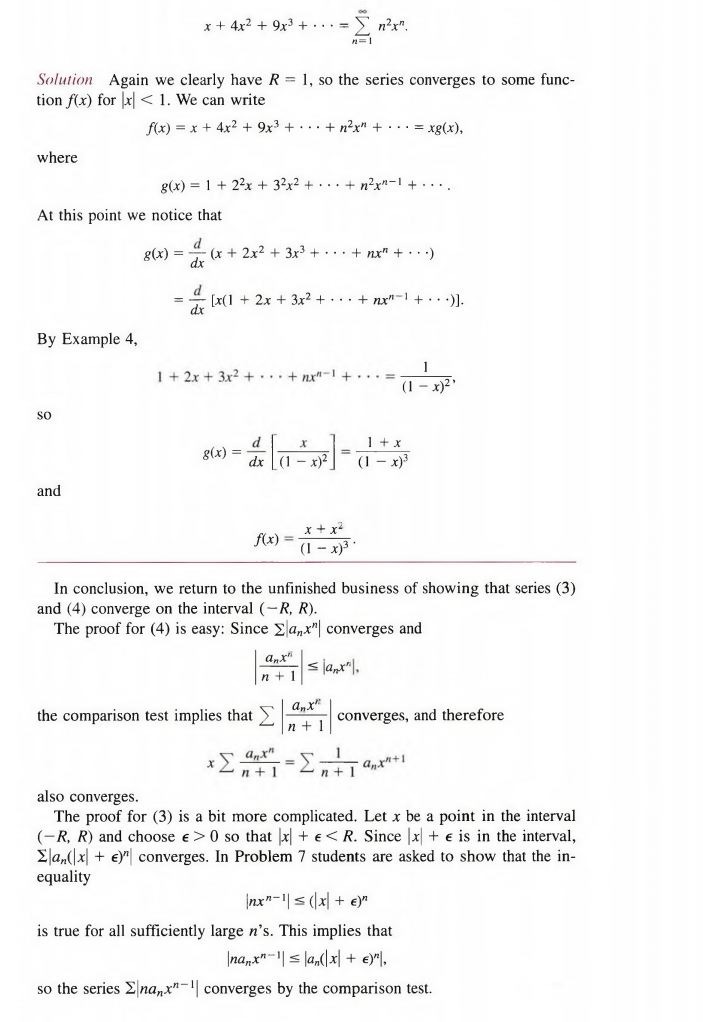 x + 4x² + 9x³ + · · · = ∑_{n=1}^{∞} n²xⁿ.
Solution Again we clearly have R = 1, so the series converges to some func-
tion f(x) for |x| < 1. We can write
f(x) = x + 4x² + 9x³ + · · · + n²xⁿ + · · · = xg(x),
where
g(x) = 1 + 2²x + 3²x² + · · · + n²xⁿ⁻¹ + · · · .
At this point we notice that
g(x) = d/dx (x + 2x² + 3x³ + · · · + nxⁿ + · · ·)
= d/dx [x(1 + 2x + 3x² + · · · + nxⁿ⁻¹ + · · ·)].
By Example 4,
1 + 2x + 3x² + · · · + nxⁿ⁻¹ + · · · = 1/(1 − x)²,
so
g(x) = d/dx [x/(1 − x)²] = (1 + x)/(1 − x)³
and
f(x) = (x + x²)/(1 − x)³.
In conclusion, we return to the unfinished business of showing that series (3)
and (4) converge on the interval (−R, R).
The proof for (4) is easy: Since Σ|aₙxⁿ| converges and
|aₙxⁿ/(n + 1)| ≤ |aₙxⁿ|,
the comparison test implies that ∑ |aₙxⁿ/(n + 1)| converges, and therefore
x ∑ aₙxⁿ/(n + 1) = ∑ 1/(n + 1) aₙxⁿ⁺¹
also converges.
The proof for (3) is a bit more complicated. Let x be a point in the interval
(−R, R) and choose ϵ > 0 so that |x| + ϵ < R. Since |x| + ϵ is in the interval,
Σ|aₙ(|x| + ϵ)ⁿ| converges. In Problem 7 students are asked to show that the in-
equality
|nxⁿ⁻¹| ≤ (|x| + ϵ)ⁿ
is true for all sufficiently large n's. This implies that
|naₙxⁿ⁻¹| ≤ |aₙ(|x| + ϵ)ⁿ|,
so the series Σ|naₙxⁿ⁻¹| converges by the comparison test.